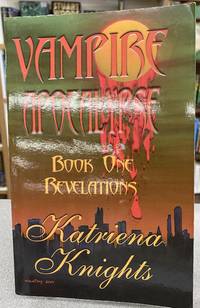 VAMPIRE
APOCALYPSE
BOOK ONE
REVELATIONS
Katriena
Knights